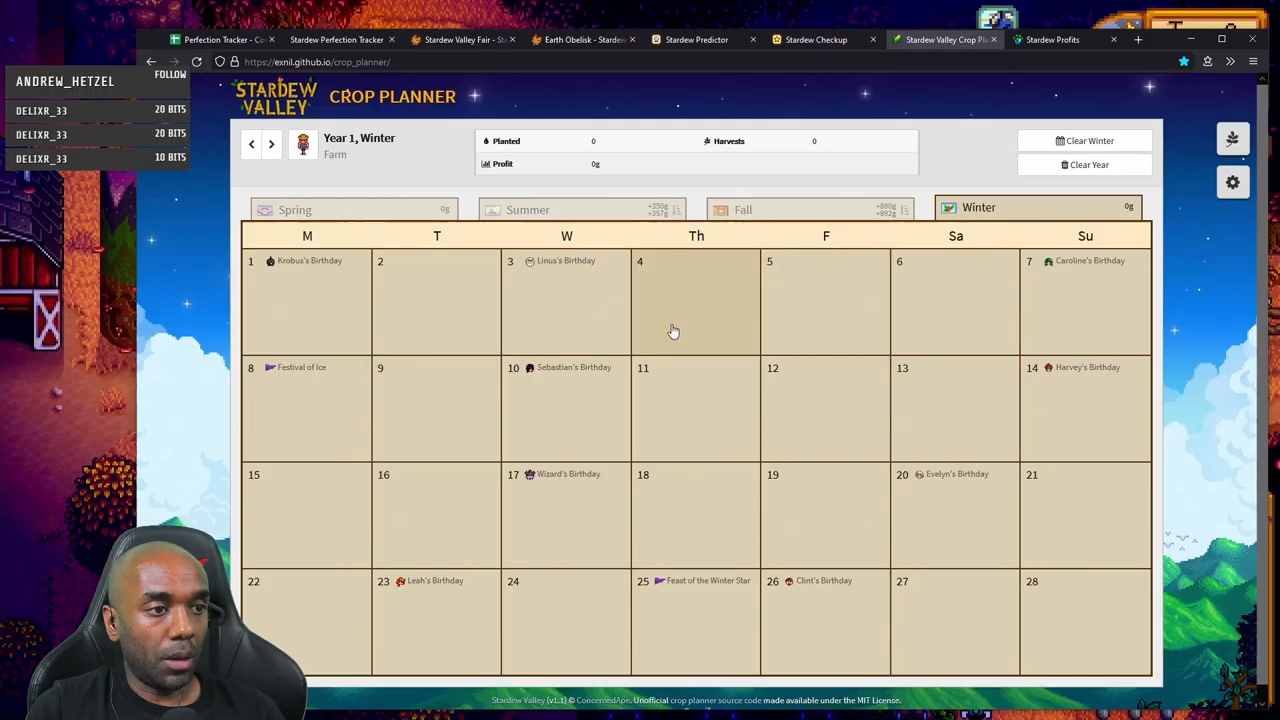 Perfection Tracker - Co
Stardew Perfection Tracker
Stardew Valley Fair - Sta
Earth Obelisk - Stardew
Stardew Predictor
Stardew Checkup
Stardew Valley Crop Pl
Stardew Profits
https://exnil.github.io/crop_planner/
ANDREW_HETZEL FOLLOW
DELIXR_33 20 BITS
DELIXR_33 20 BITS
DELIXR_33 10 BITS
STARDEW VALLEY
CROP PLANNER
Year 1, Winter
Farm
Planted 0 Harvests 0
Profit 0g
Clear Winter
Clear Year
Spring 0g
Summer +350g +357g
Fall +880g +892g
Winter 0g
M T W Th F Sa Su
1 Krobus's Birthday
2
3 Linus's Birthday
4
5
6
7 Caroline's Birthday
8 Festival of Ice
9
10 Sebastian's Birthday
11
12
13
14 Harvey's Birthday
15
16
17 Wizard's Birthday
18
19
20 Evelyn's Birthday
21
22
23 Leah's Birthday
24
25 Feast of the Winter Star
26 Clint's Birthday
27
28
Stardew Valley (v1.1) © ConcernedApe. Unofficial crop planner source code made available under the MIT License.